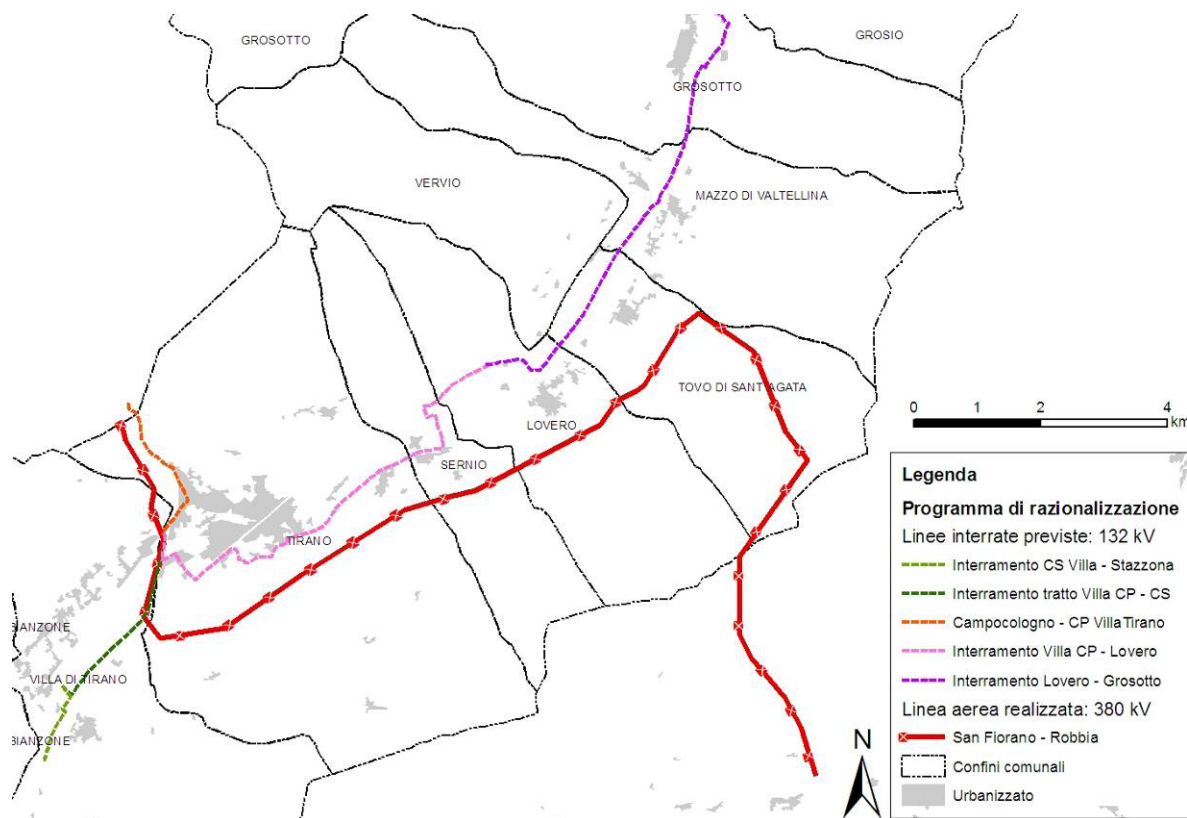 GROSOTTO
GROSIO
GROSOTTO
VERVIO
MAZZO DI VALTELLINA
TOVO DI SANT'AGATA
LOVERO
SERNIO
TIRANO
BIANZONE
VILLA DI TIRANO
BIANZONE
0 1 2 4
km
N
Legenda
Programma di razionalizzazione
Linee interrate previste: 132 kV
Interramento CS Villa - Stazzona
Interramento tratto Villa CP - CS
Campocologno - CP VillaTirano
Interramento Villa CP - Lovero
Interramento Lovero - Grosotto
Linea aerea realizzata: 380 kV
San Fiorano - Robbia
Confini comunali
Urbanizzato